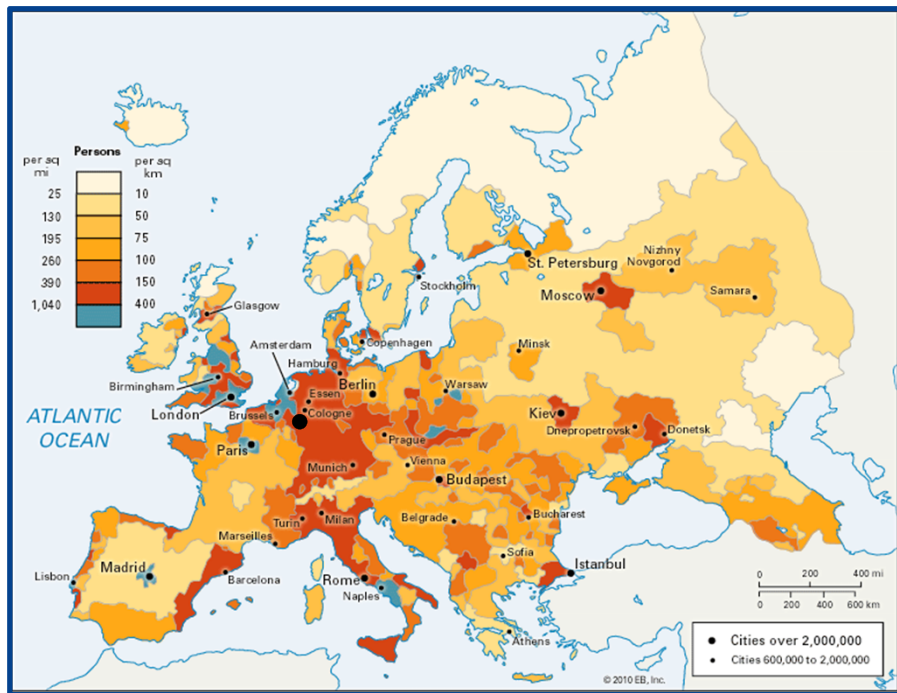 per sq
mi
Persons
per sq
km
25
10
130
50
195
75
260
100
390
150
1,040
400
Glasgow
Stockholm
St. Petersburg
Nizhny
Novgorod
Moscow
Samara
Copenhagen
Minsk
Amsterdam
Hamburg
Berlin
Birmingham
Essen
Warsaw
London
Brussels
Cologne
Kiev
ATLANTIC
OCEAN
Dnepropetrovsk
Donetsk
Prague
Paris
Munich
Vienna
Budapest
Turin
Milan
Belgrade
Bucharest
Marseilles
Sofia
Lisbon
Madrid
Barcelona
Rome
Istanbul
Naples
Athens
0 200 400 mi
0 200 400 600 km
Cities over 2,000,000
Cities 600,000 to 2,000,000
© 2010 EB, Inc.